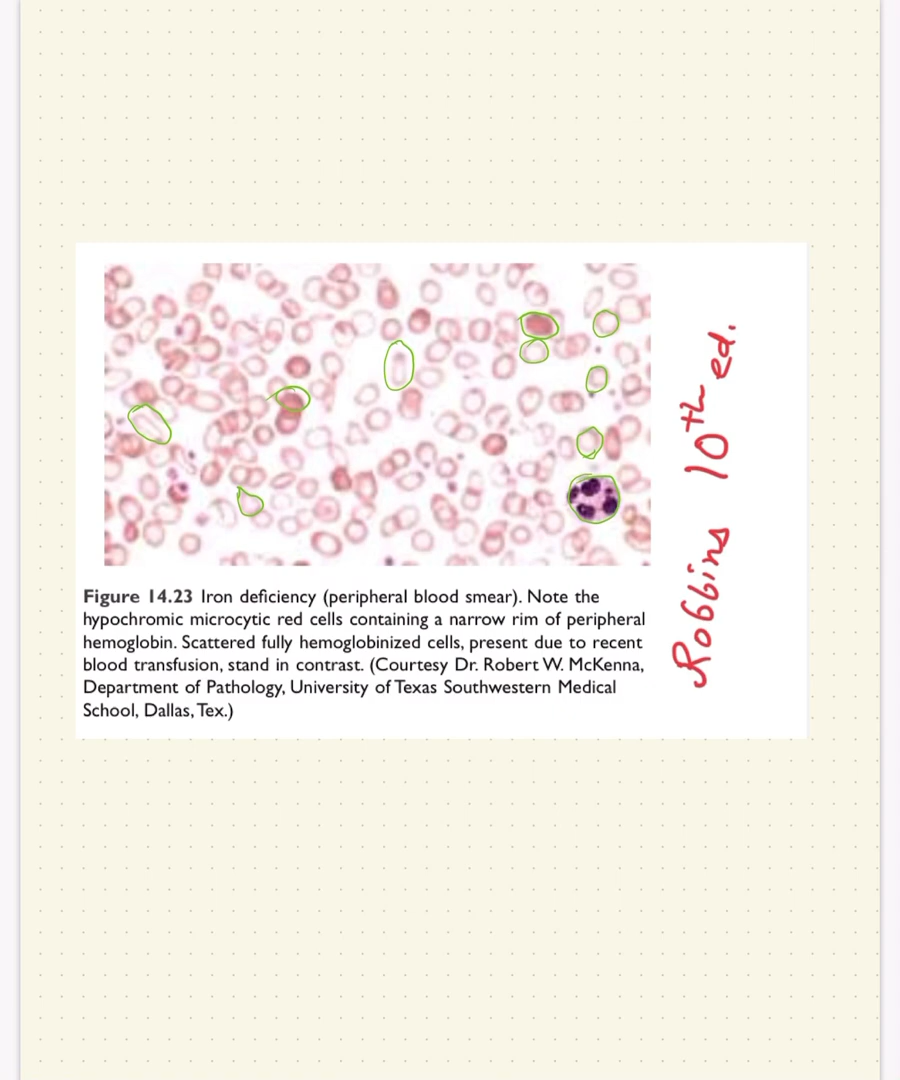 Figure 14.23 Iron deficiency (peripheral blood smear). Note the
hypochromic microcytic red cells containing a narrow rim of peripheral
hemoglobin. Scattered fully hemoglobinized cells, present due to recent
blood transfusion, stand in contrast. (Courtesy Dr. Robert W. McKenna,
Department of Pathology, University of Texas Southwestern Medical
School, Dallas, Tex.)
Robbins 10th ed.